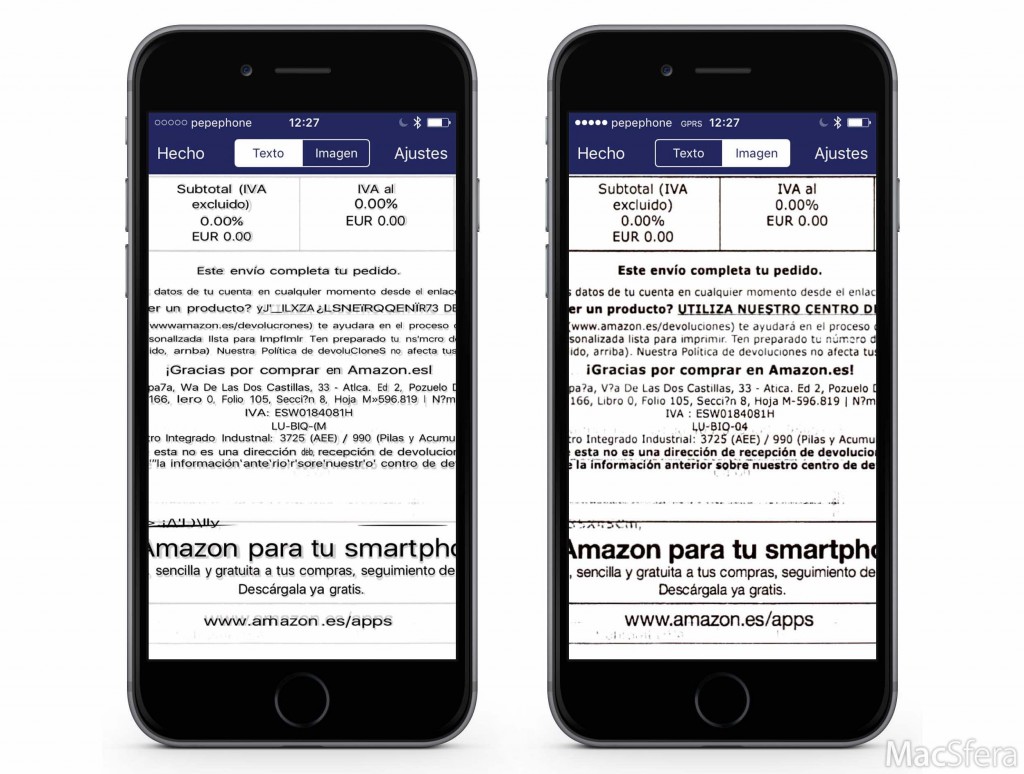 pepephone 12:27
Hecho Texto Imagen Ajustes
Subtotal (IVA
excluido)
0.00%
EUR 0.00
IVA al
0.00%
EUR 0.00
Este envío completa tu pedido.
datos de tu cuenta en cualquier momento desde el enlac
er un producto? yJ' ILXZA ¿LSNEïRQQENÏR73 DE
wwwamazon.es/devolucrones) te ayudara en el proceso
sonalizada lista para ImpfImIr Ten preparado tu ns'mcro d
ido, arnba) Nuestra Política de devoluCloneS no afecta tus
¡Gracias por comprar en Amazon.esl
pa?a, Wa De Las Dos Castillas, 33 - Atlca. Ed 2, Pozuelo D
166, lero 0, Folio 105, Secci?n 8, Hoja M»596.819 | N?m
IVA: ESW0184081H
LU-BIQ-(M
tro Integrado Industnal: 3725 (AEE) / 990 (Pilas y Acumu
esta no es una dirección de, recepción de devolucior
"la información'ante'rio'r'sore'nuestr'o' contro de de
Amazon para tu smartpho
, sencilla y gratuita a tus compras, seguimiento de
Descárgala ya gratis.
www.amazon.es/apps
pepephone GPRS 12:27
Hecho Texto Imagen Ajustes
Subtotal (IVA
excluido)
0.00%
EUR 0.00
IVA al
0.00%
EUR 0.00
Este envío completa tu pedido.
s datos de tu cuenta en cualquier momento desde el enlac
er un producto? UTILIZA NUESTRO CENTRO DE
(www.amazon.es/devoluciones) te ayudará en el proceso
sonalizada lista para imprimir. Ten preparado tu número d
ido, arriba). Nuestra Política de devoluciones no afecta tus
¡Gracias por comprar en Amazon.es!
pa?a, V?a De Las Dos Castillas, 33 - Atica. Ed 2, Pozuelo D
166, Libro 0, Folio 105, Secci?n 8, Hoja M-596.819 | N?m
IVA : ESW0184081H
LU-BIQ-04
tro Integrado Industrial: 3725 (AEE) / 990 (Pilas y Acumu
esta no es una dirección de recepción de devolucio
e la información anterior sobre nuestro centro de de
35x45cm,
Amazon para tu smartpho
, sencilla y gratuita a tus compras, seguimiento de
Descárgala ya gratis.
www.amazon.es/apps
MacSfera